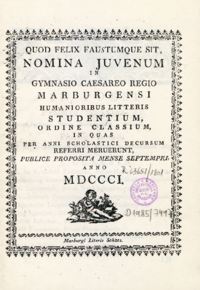 QUOD FELIX FAUSTUMQUE SIT,
NOMINA JUVENUM
IN
GYMNASIO CAESAREO REGIO
MARBURGENSI
HUMANIORIBUS LITTERIS
STUDENTIUM,
ORDINE CLASSIUM,
IN QUAS
PER ANNI SCHOLASTICI DECURSUM
REFERRI MERUERUNT,
PUBLICE PROPOSITA MENSE SEPTEMPRI
ANNO
MDCCCI.
Marburgi Literis Schütz.